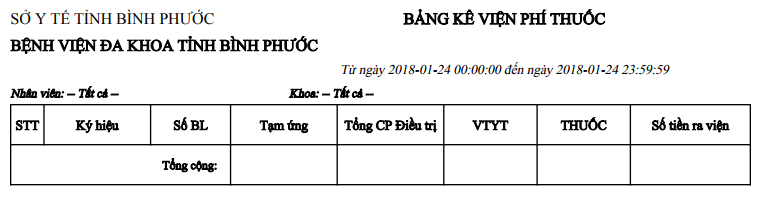 SỞ Y TẾ TỈNH BÌNH PHƯỚC BẢNG KÊ VIỆN PHÍ THUỐC
BỆNH VIỆN ĐA KHOA TỈNH BÌNH PHƯỚC
Từ ngày 2018-01-24 00:00:00 đến ngày 2018-01-24 23:59:59
Nhân viên: -- Tất cả -- Khoa: -- Tất cả --
STT Ký hiệu Số BL Tạm ứng Tổng CP Điều trị VTYT THUỐC Số tiền ra viện
Tổng cộng: